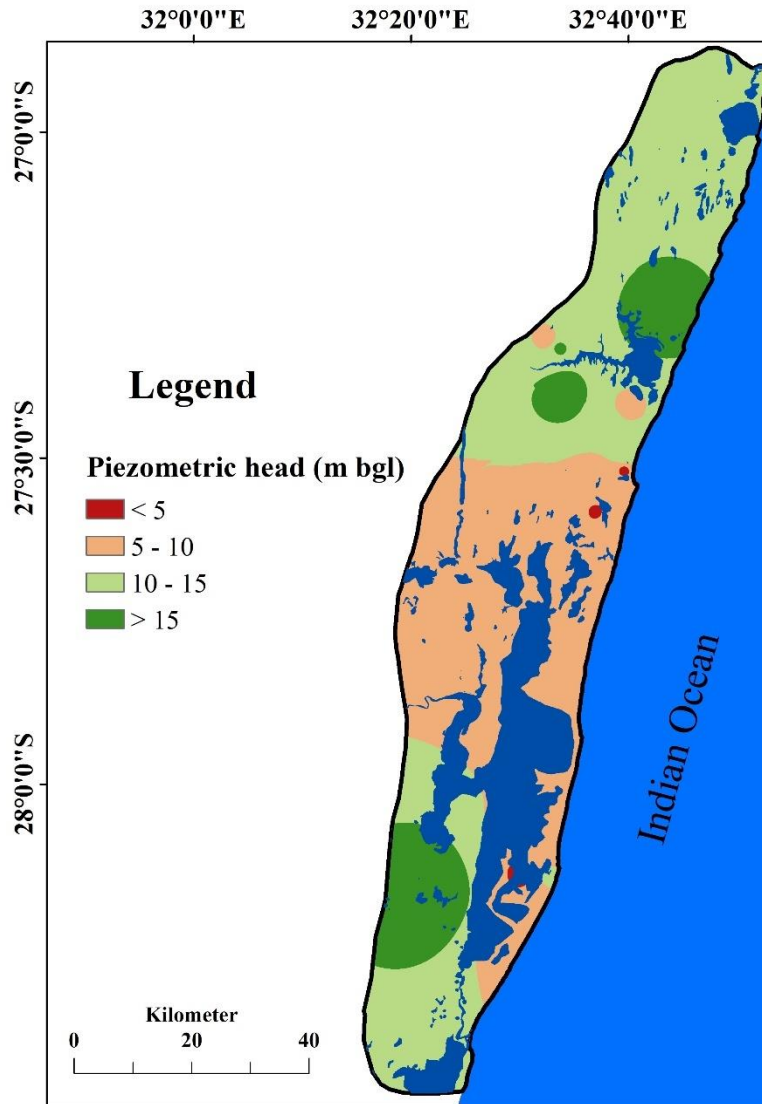 32°0'0"E 32°20'0"E 32°40'0"E
27°0'0"S
Legend
27°30'0"S
Piezometric head (m bgl)
< 5
5 - 10
10 - 15
> 15
Indian Ocean
28°0'0"S
Kilometer
0 20 40